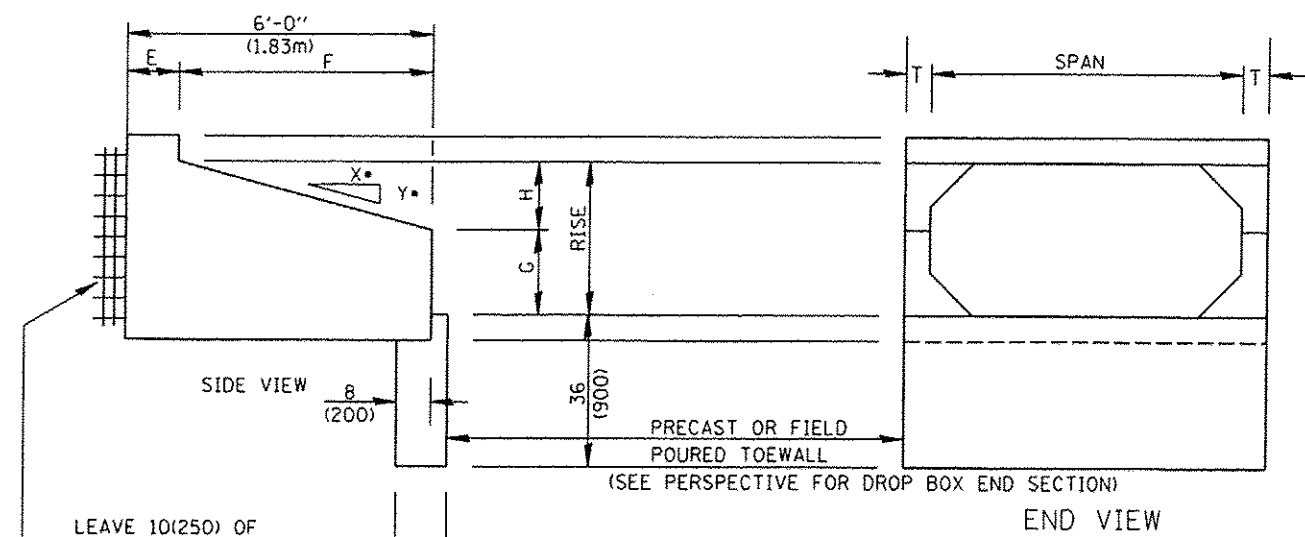 6'-0"
(1.83m)
E
F
T
SPAN
T
X*
Y*
H
RISE
G
SIDE VIEW
8
(200)
36
(900)
PRECAST OR FIELD
POURED TOEWALL
(SEE PERSPECTIVE FOR DROP BOX END SECTION)
END VIEW
LEAVE 10(250) OF